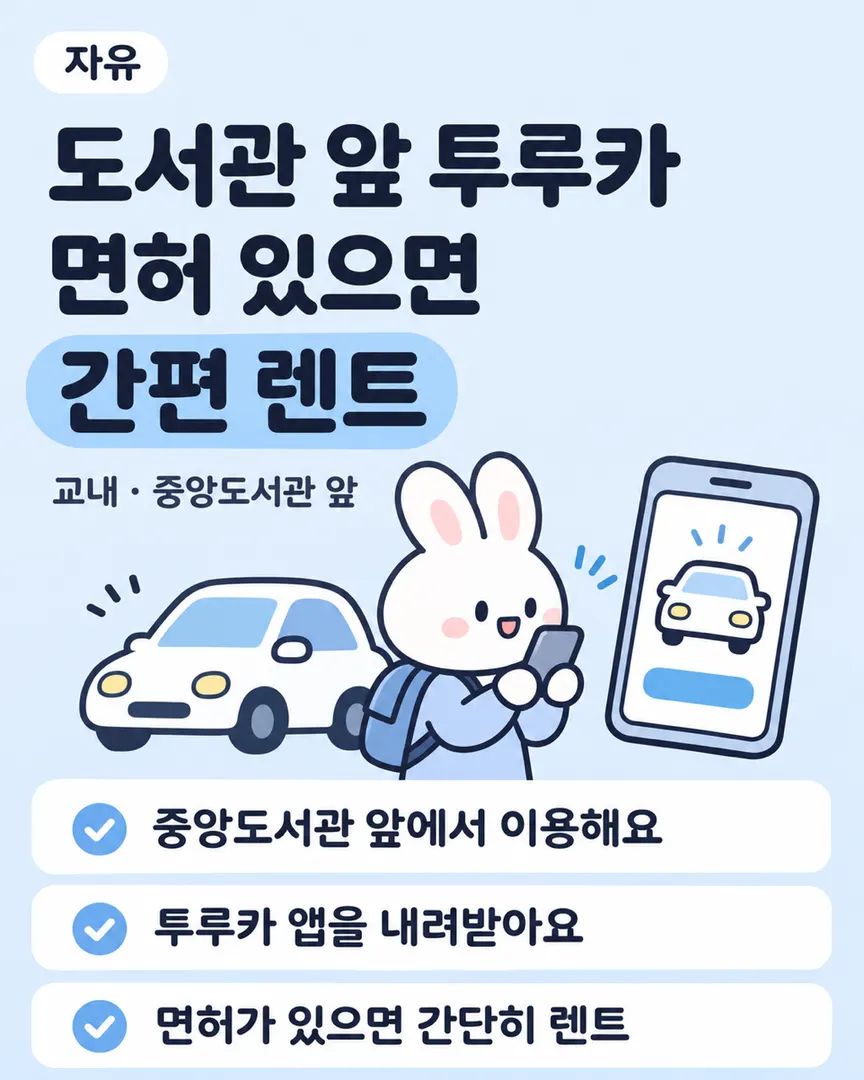 자유
도서관 앞 투루카
면허 있으면
간편 렌트
교내 · 중앙도서관 앞
중앙도서관 앞에서 이용해요
투루카 앱을 내려받아요
면허가 있으면 간단히 렌트